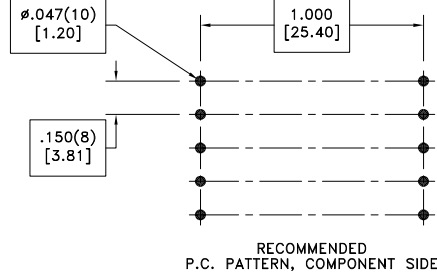 ø.047(10)
[1.20]
1.000
[25.40]
.150(8)
[3.81]
RECOMMENDED
P.C. PATTERN, COMPONENT SIDE